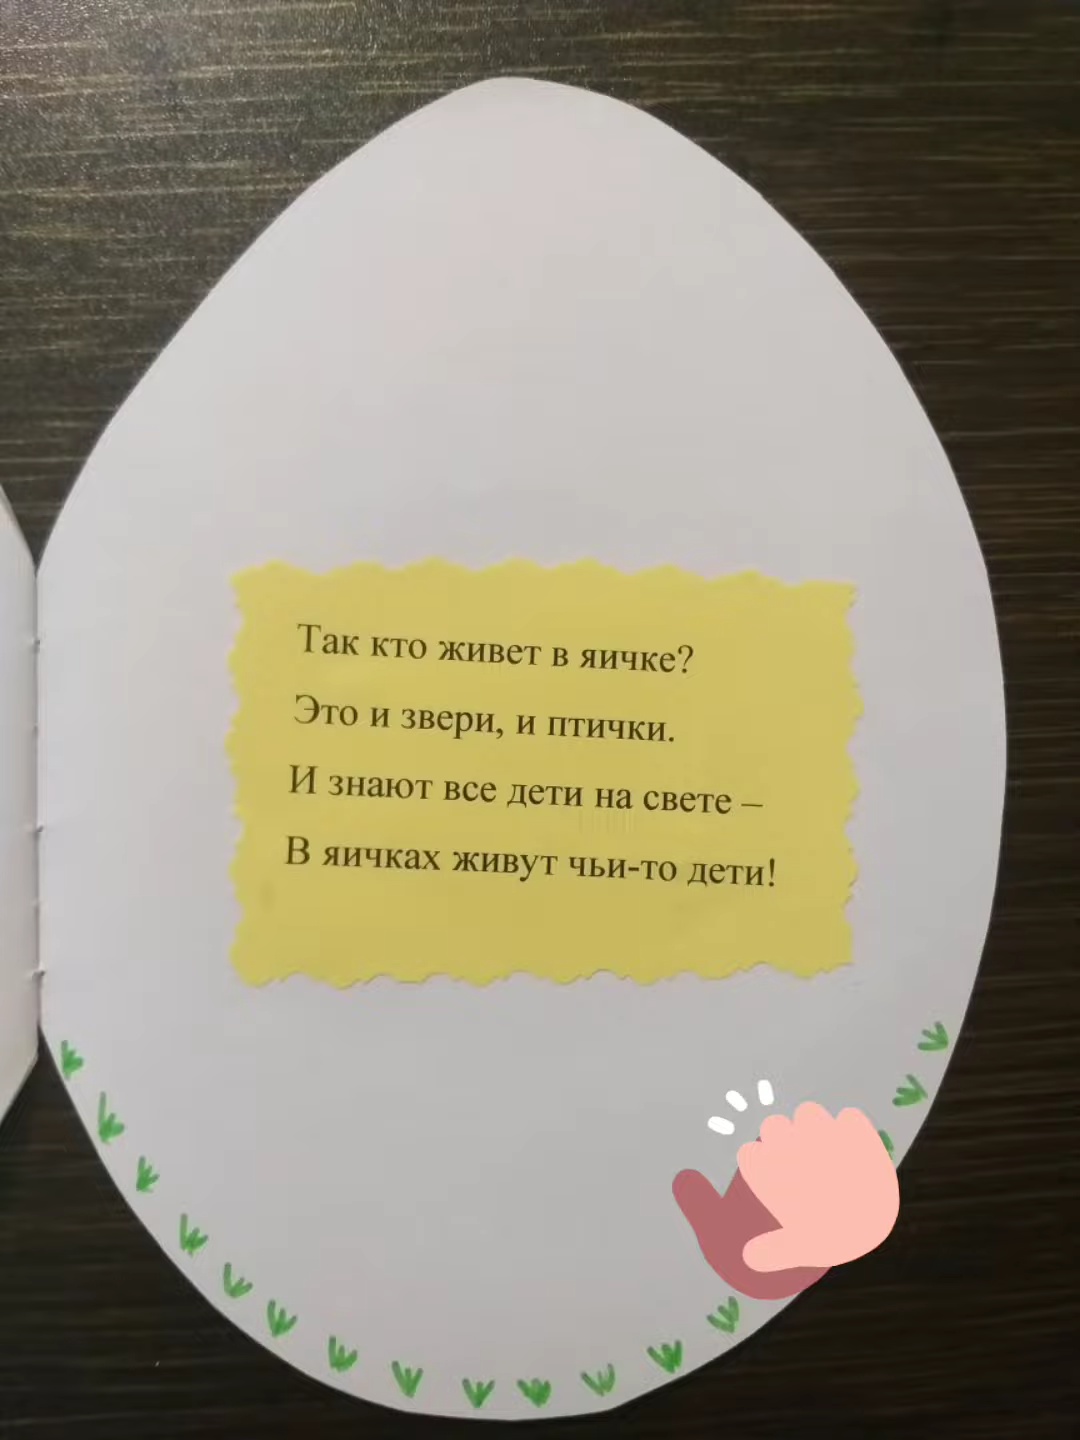 Так кто живет в яичке?
Это и звери, и птички.
И знают все дети на свете –
В яичках живут чьи-то дети!